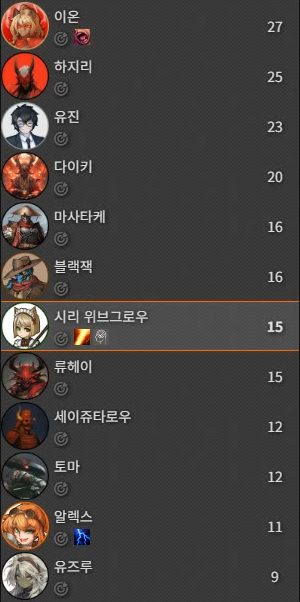 이온
27
하지리
25
유진
23
다이키
20
마사타케
16
블랙잭
16
시리 위브그로우
15
류헤이
15
세이쥬타로우
12
토마
12
알렉스
11
유즈루
9